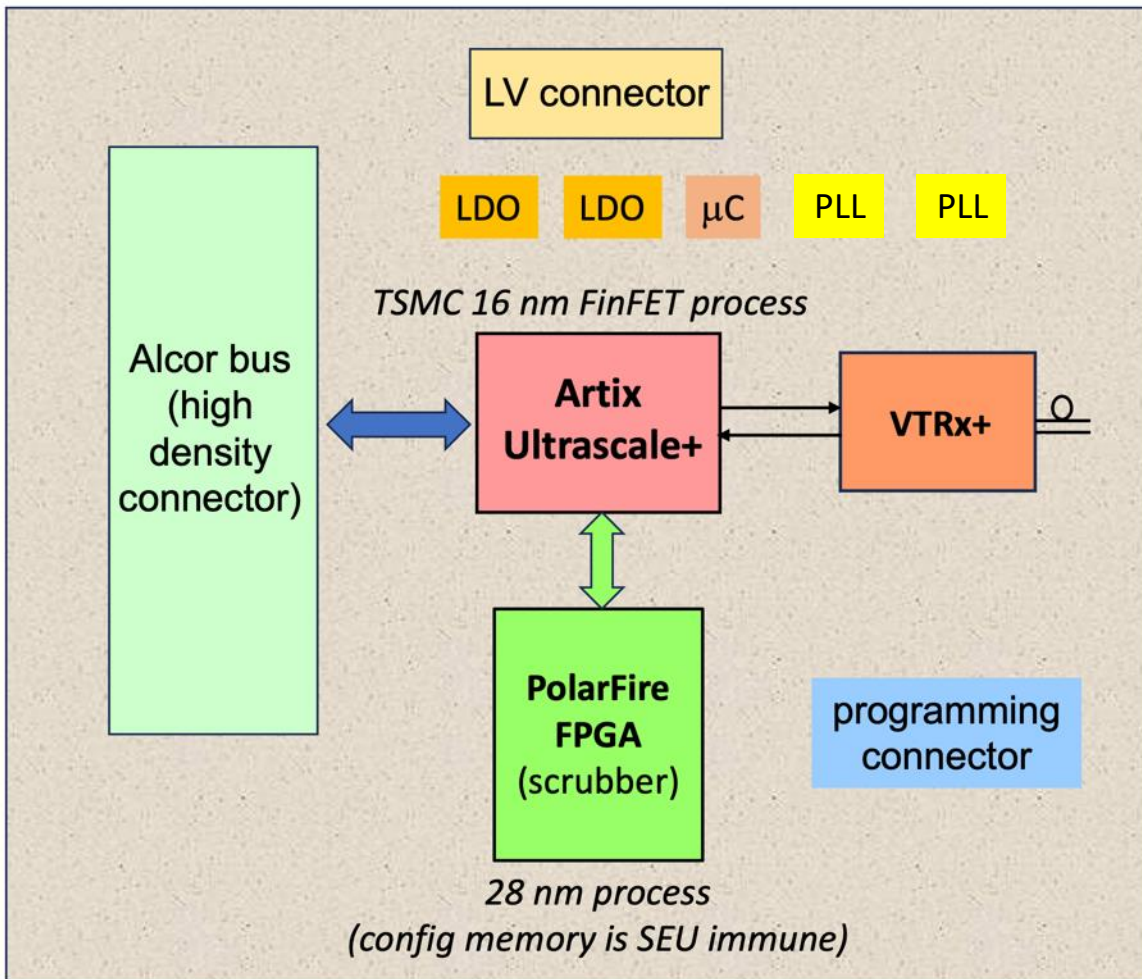 LV connector
LDO
LDO
μC
PLL
PLL
TSMC 16 nm FinFET process
Alcor bus
(high
density
connector)
Artix
Ultrascale+
VTRx+
PolarFire
FPGA
(scrubber)
programming
connector
28 nm process
(config memory is SEU immune)